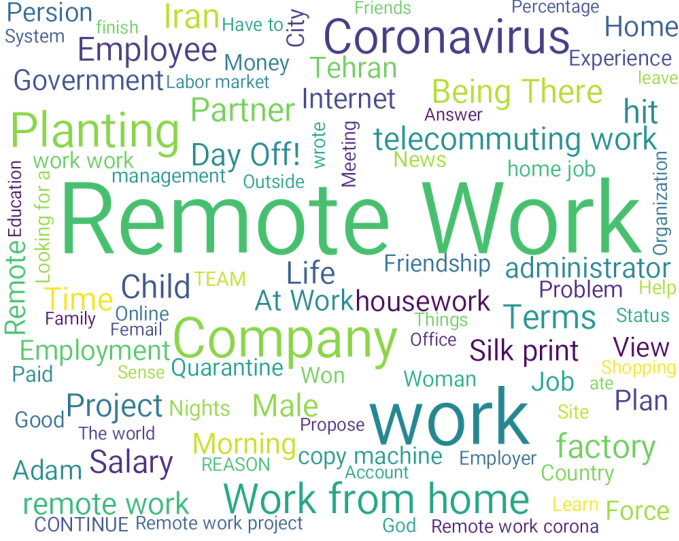 Persion
finish
Iran
Have to
City
Friends
Percentage
Home
System
Employee
Money
Coronavirus
Experience
Government
Labor market
Tehran
Internet
Being There
leave
Planting
Partner
Answer
hit
work work
Day Off!
wrote
Meeting
telecommuting work
News
home job
management
Outside
Education
Looking for a
Remote Work
Organization
Remote
Time
Child
TEAM
Life
Friendship
administrator
Problem
Help
Family
Online
Femail
At Work
housework
Things
Office
Terms
Status
Employment
Company
Silk print
View
Paid
Sense
Quarantine
Won
Woman
Job
ate
Shopping
Good
Project
Nights
Male
Propose
work
Site
Plan
The world
Morning
copy machine
Employer
factory
Adam
Salary
REASON
Account
Country
remote work
Work from home
Learn
Force
CONTINUE
Remote work project
God
Remote work corona